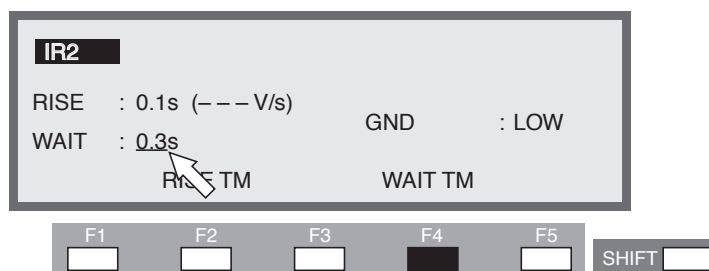 IR2
RISE : 0.1s (– – – V/s)
GND : LOW
WAIT : 0.3s
RISE TM WAIT TM
F1 F2 F3 F4 F5
SHIFT